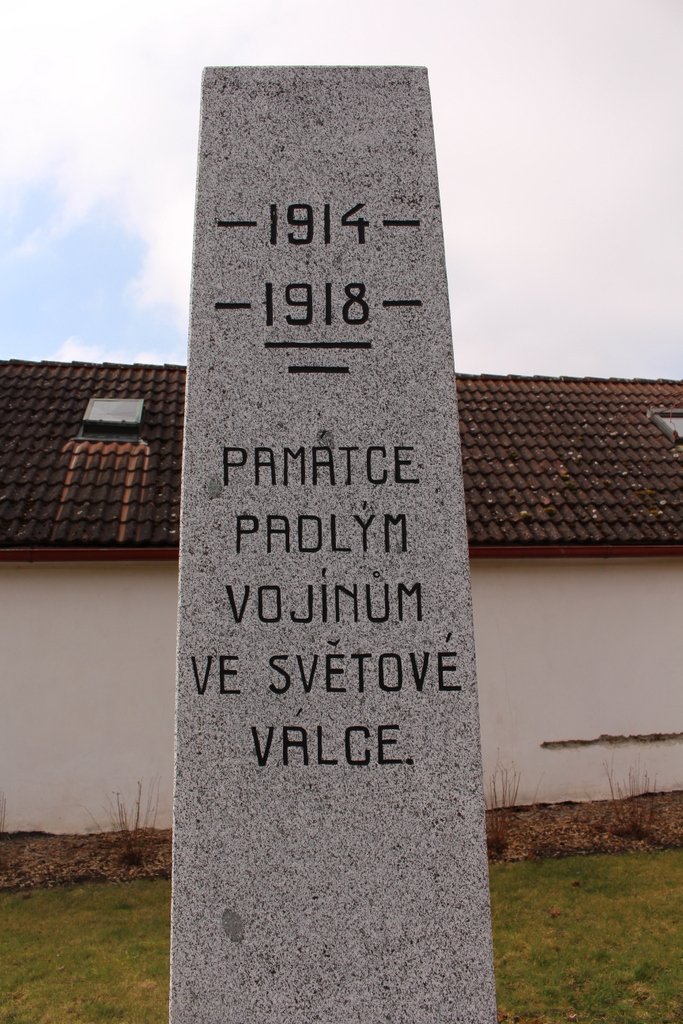 -1914-
-1918-
PAMÁTCE
PADLÝM
VOJÍNŮM
VE SVĚTOVÉ
VÁLCE.